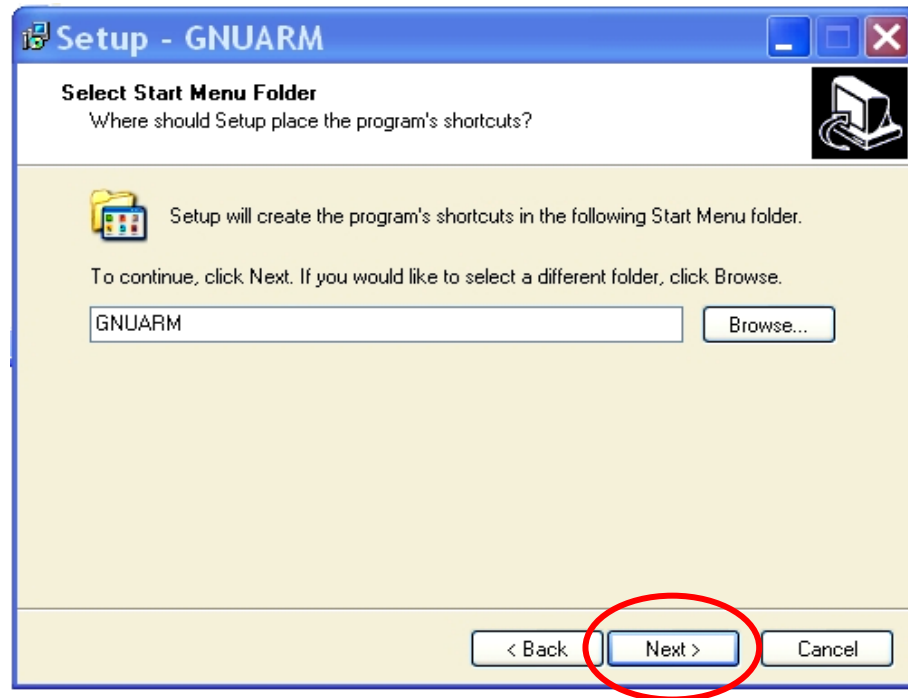 Setup - GNUARM
Select Start Menu Folder
Where should Setup place the program's shortcuts?
Setup will create the program's shortcuts in the following Start Menu folder.
To continue, click Next. If you would like to select a different folder, click Browse.
GNUARM
Browse...
< Back
Next >
Cancel